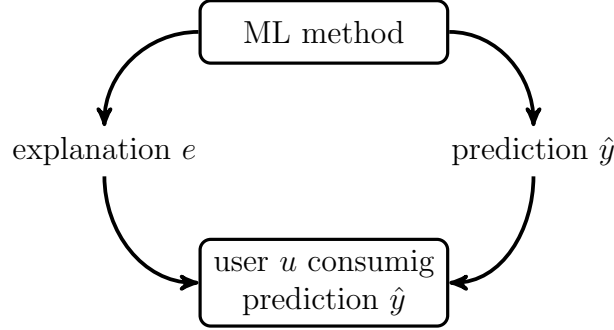 ML method
explanation e
prediction ŷ
user u consumig
prediction ŷ